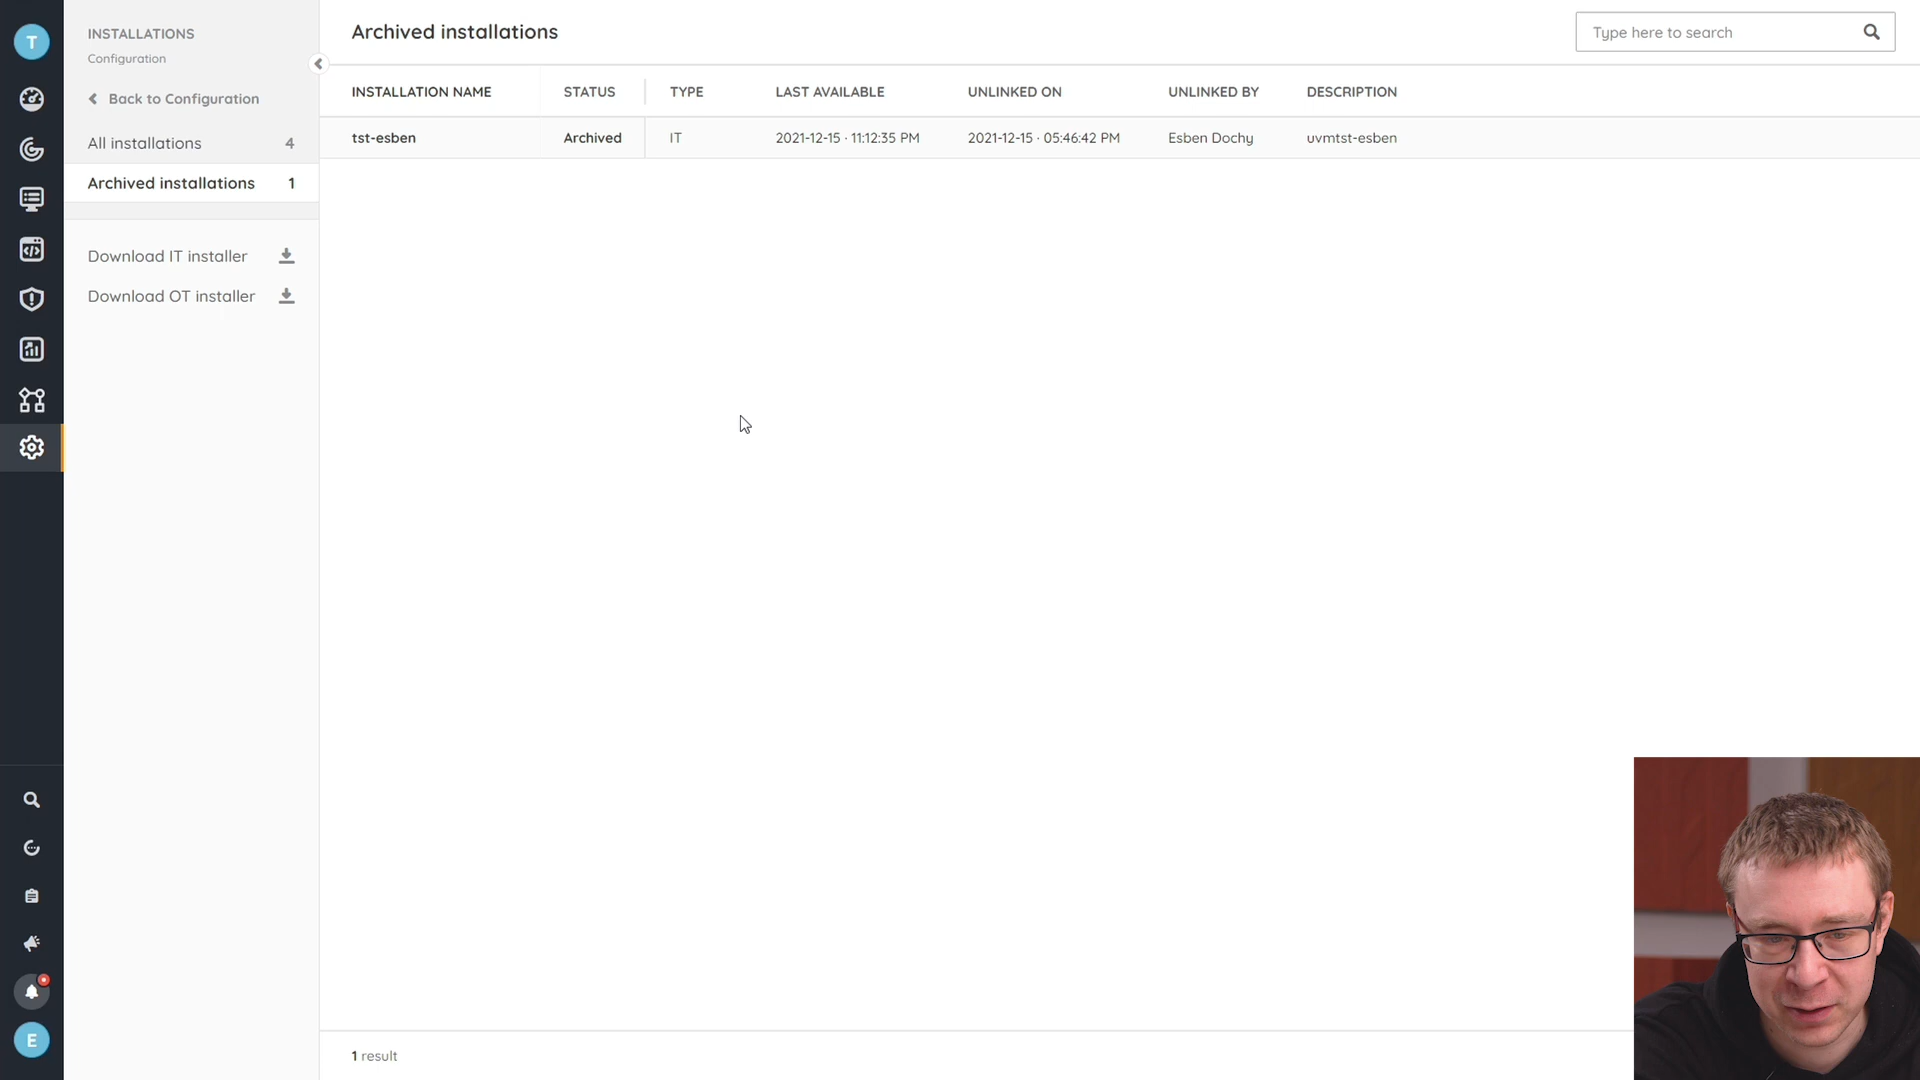 T
INSTALLATIONS
Configuration
Back to Configuration
All installations 4
Archived installations 1
Download IT installer
Download OT installer
E
Archived installations
Type here to search
INSTALLATION NAME STATUS TYPE LAST AVAILABLE UNLINKED ON UNLINKED BY DESCRIPTION
tst-esben Archived IT 2021-12-15 · 11:12:35 PM 2021-12-15 · 05:46:42 PM Esben Dochy uvmtst-esben
1 result